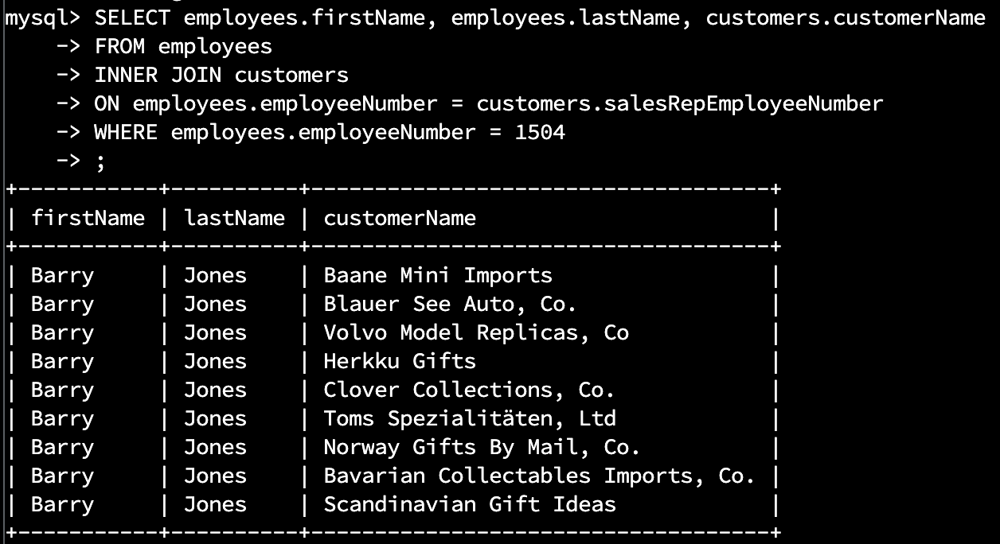 mysql> SELECT employees.firstName, employees.lastName, customers.customerName
    -> FROM employees
    -> INNER JOIN customers
    -> ON employees.employeeNumber = customers.salesRepEmployeeNumber
    -> WHERE employees.employeeNumber = 1504
    -> ;
+-----------+----------+------------------------------------+
| firstName | lastName | customerName                       |
+-----------+----------+------------------------------------+
| Barry     | Jones    | Baane Mini Imports                 |
| Barry     | Jones    | Blauer See Auto, Co.               |
| Barry     | Jones    | Volvo Model Replicas, Co           |
| Barry     | Jones    | Herkku Gifts                       |
| Barry     | Jones    | Clover Collections, Co.            |
| Barry     | Jones    | Toms Spezialitäten, Ltd            |
| Barry     | Jones    | Norway Gifts By Mail, Co.          |
| Barry     | Jones    | Bavarian Collectables Imports, Co. |
| Barry     | Jones    | Scandinavian Gift Ideas            |
+-----------+----------+------------------------------------+